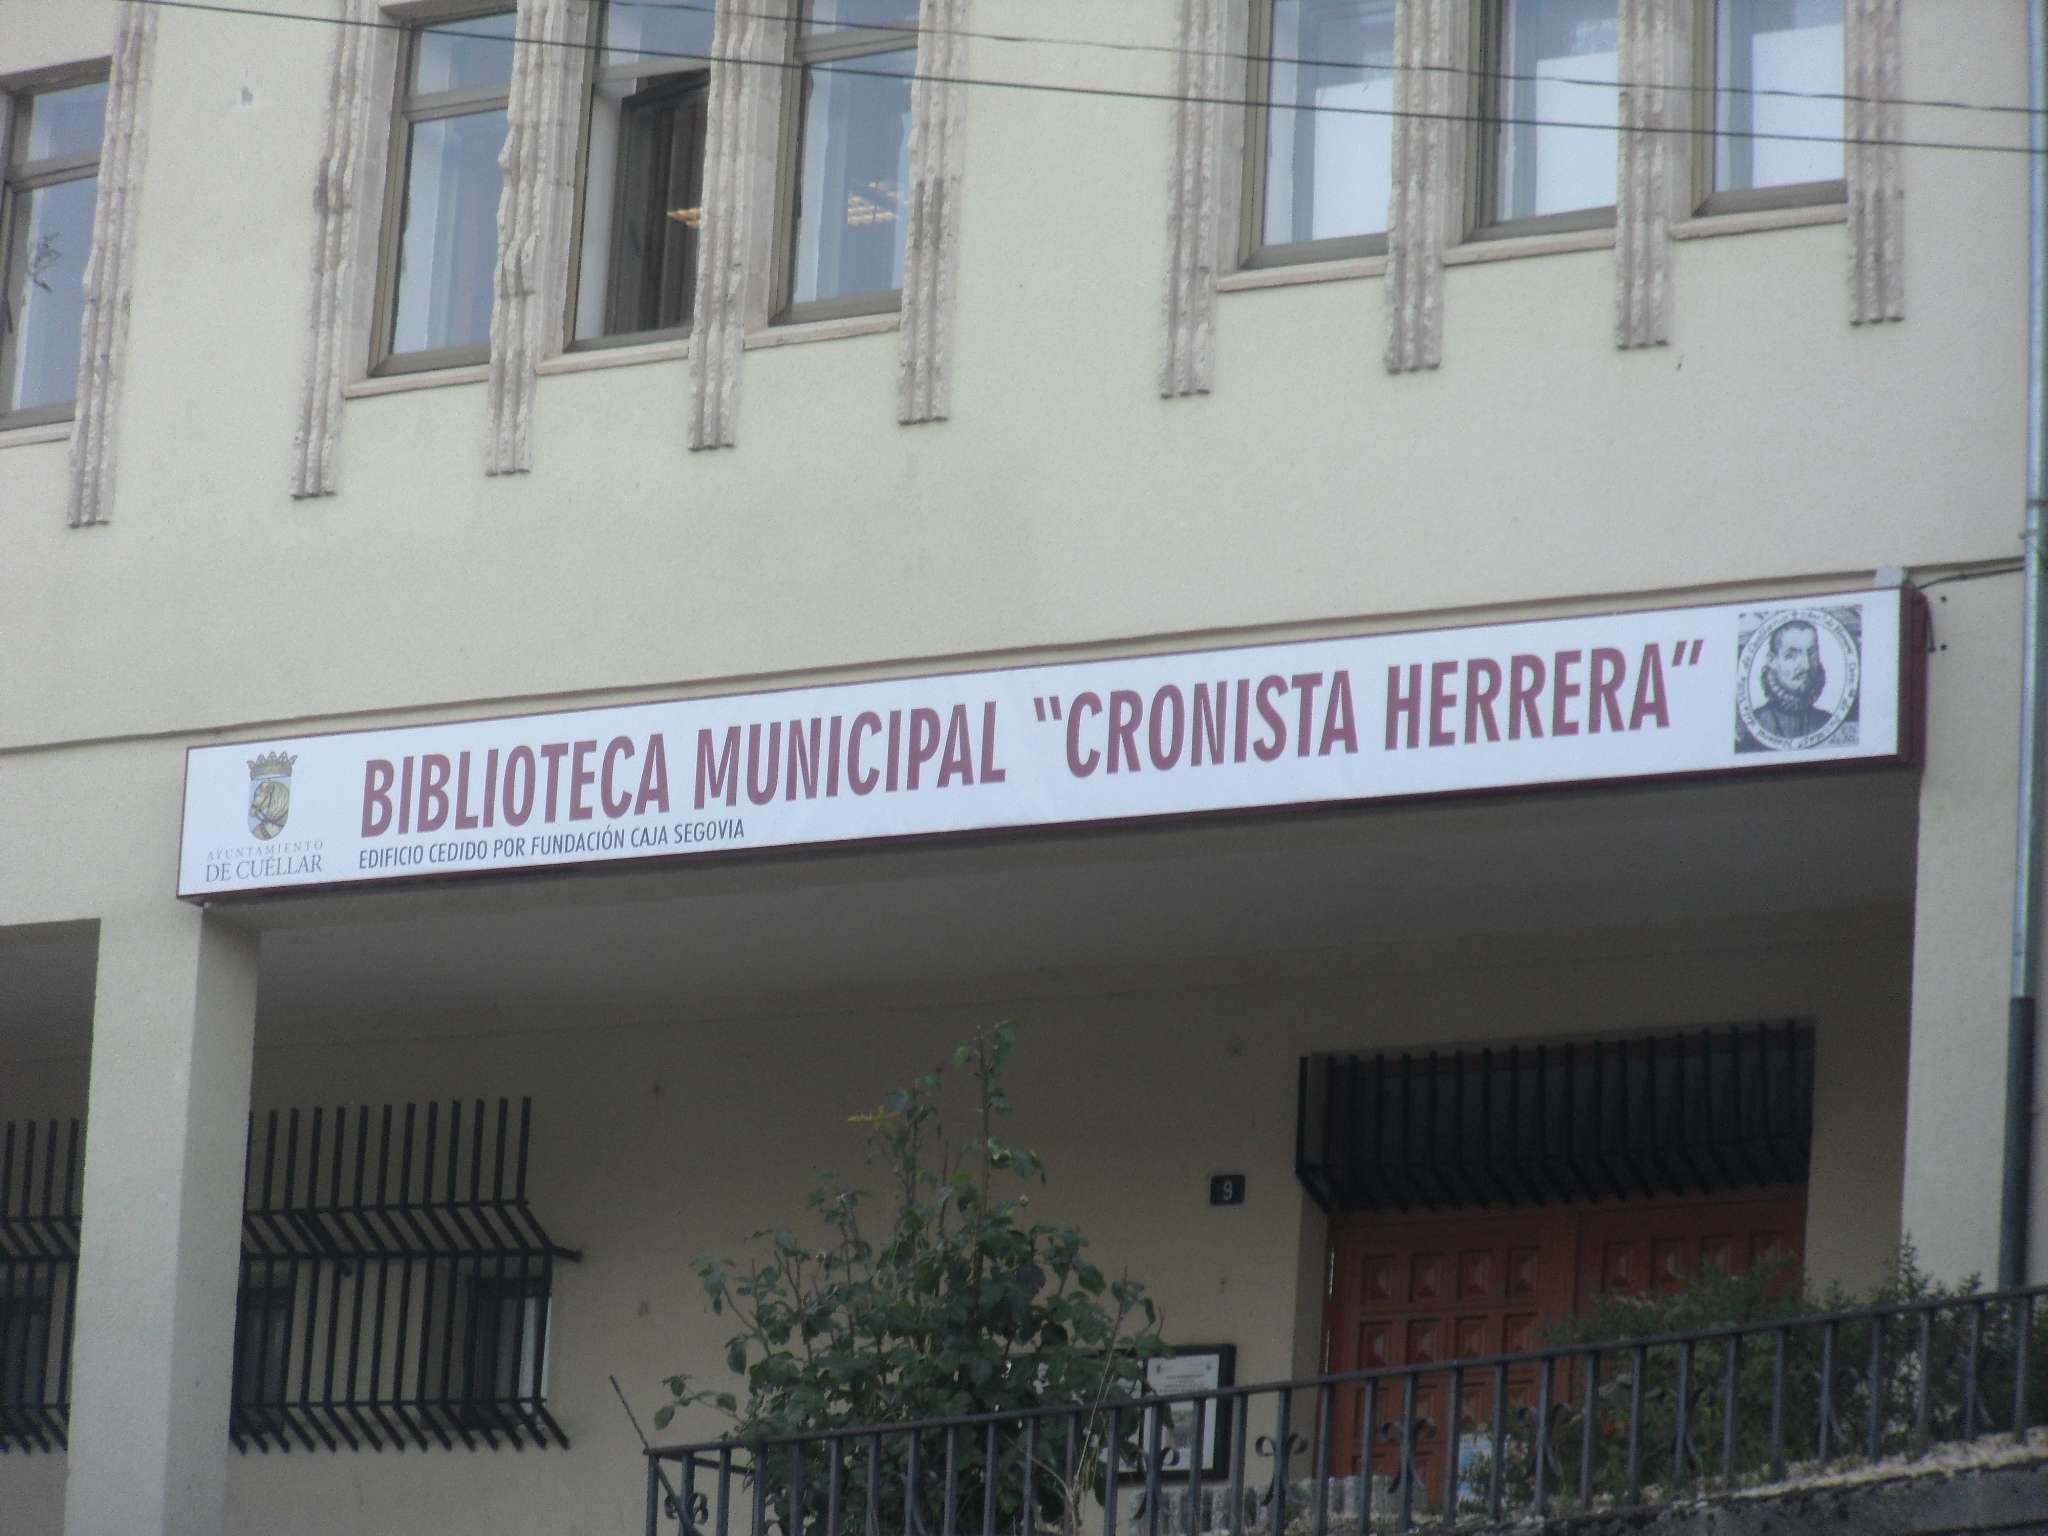 AYUNTAMIENTO
DE CUÉLLAR
BIBLIOTECA MUNICIPAL "CRONISTA HERRERA"
EDIFICIO CEDIDO POR FUNDACIÓN CAJA SEGOVIA
9